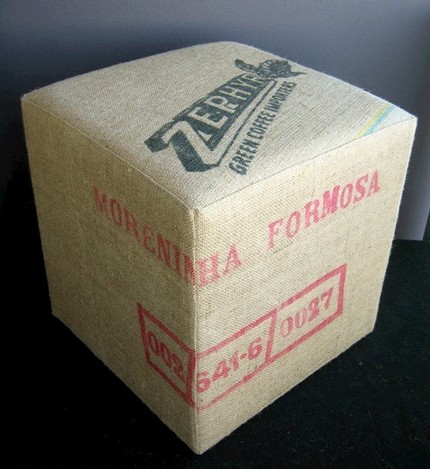 ZEPHYR
GREEN COFFEE IMPORTERS
MORENINHA FORMOSA
002 641-6 0027